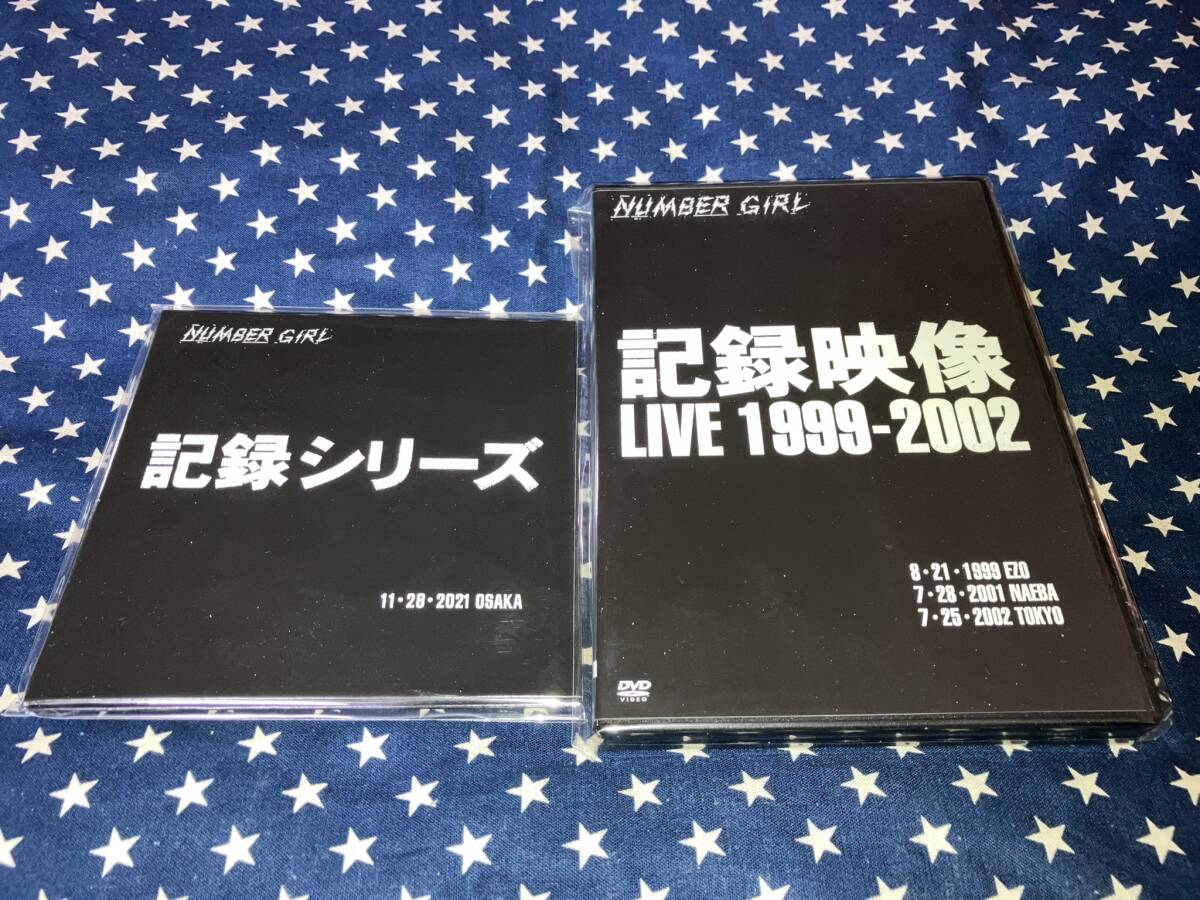 NUMBER GIRL
記録シリーズ
11・28・2021 OSAKA
NUMBER GIRL
記録映像
LIVE 1999-2002
8・21・1999 EZO
7・28・2001 NAEBA
7・25・2002 TOKYO
DVD
VIDEO